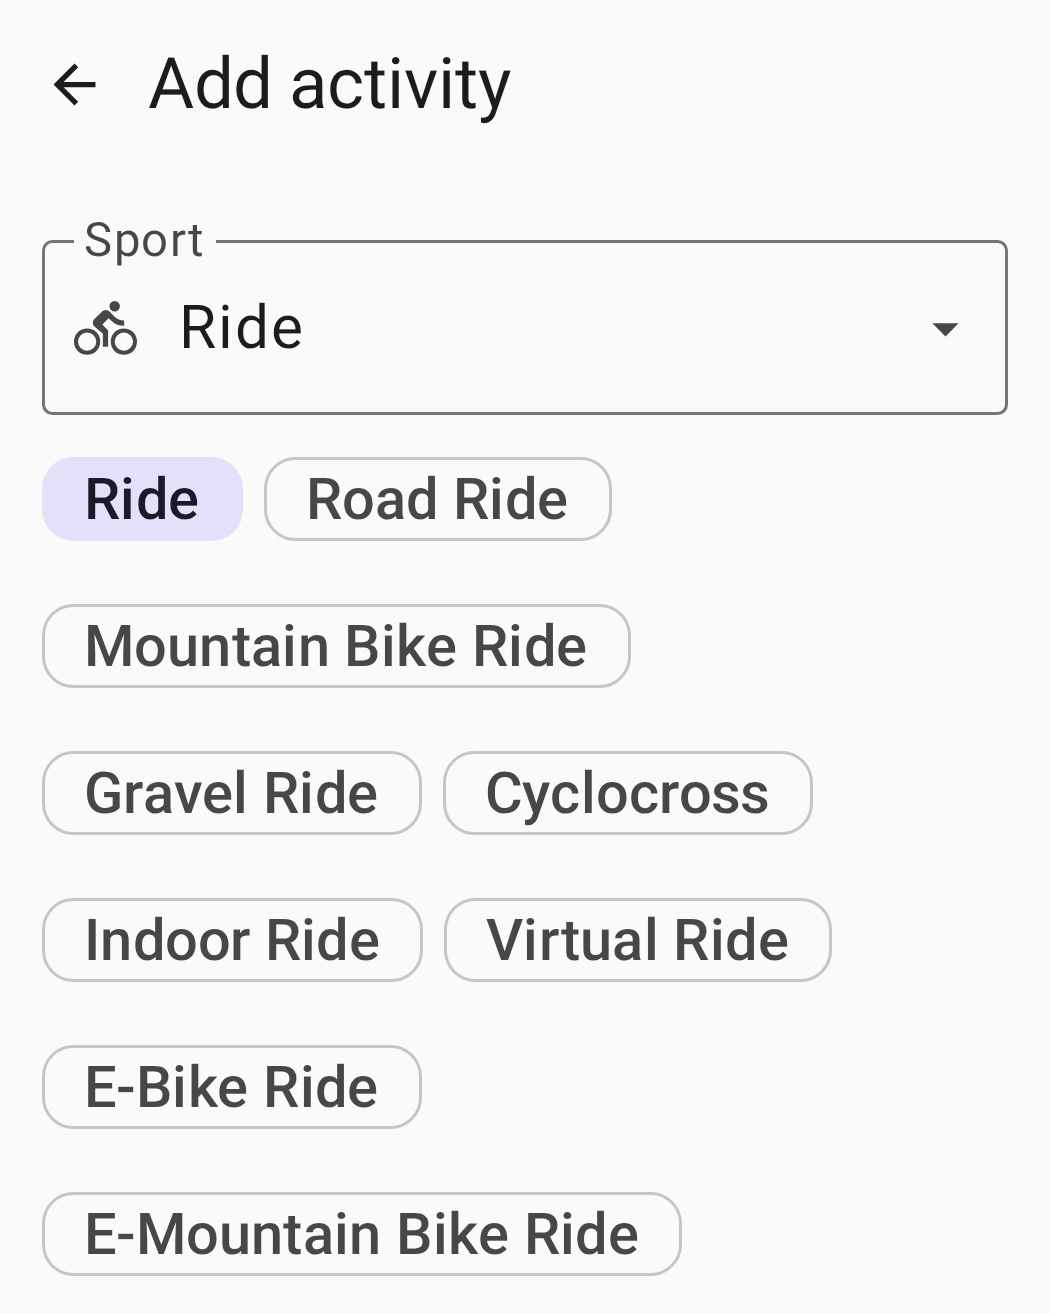 Add activity
Sport
Ride
Ride Road Ride
Mountain Bike Ride
Gravel Ride Cyclocross
Indoor Ride Virtual Ride
E-Bike Ride
E-Mountain Bike Ride